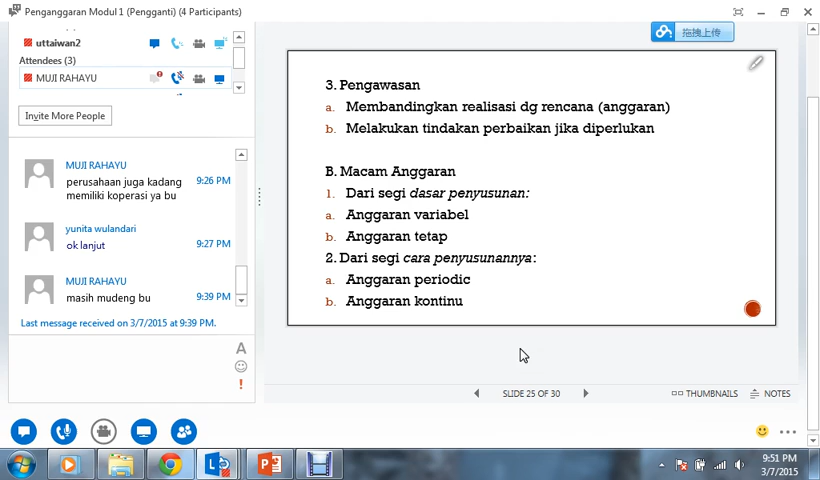 Penganggaran Modul 1 (Pengganti) (4 Participants)
拖拽上传
uttaiwan2
Attendees (3)
MUJI RAHAYU
Invite More People
MUJI RAHAYU
perusahaan juga kadang 9:26 PM
memiliki koperasi ya bu
yunita wulandari
ok lanjut 9:27 PM
MUJI RAHAYU
masih mudeng bu 9:39 PM
Last message received on 3/7/2015 at 9:39 PM.
A
3. Pengawasan
a. Membandingkan realisasi dg rencana (anggaran)
b. Melakukan tindakan perbaikan jika diperlukan
B. Macam Anggaran
1. Dari segi dasar penyusunan:
a. Anggaran variabel
b. Anggaran tetap
2. Dari segi cara penyusunannya:
a. Anggaran periodic
b. Anggaran kontinu
SLIDE 25 OF 30
THUMBNAILS
NOTES
9:51 PM
3/7/2015